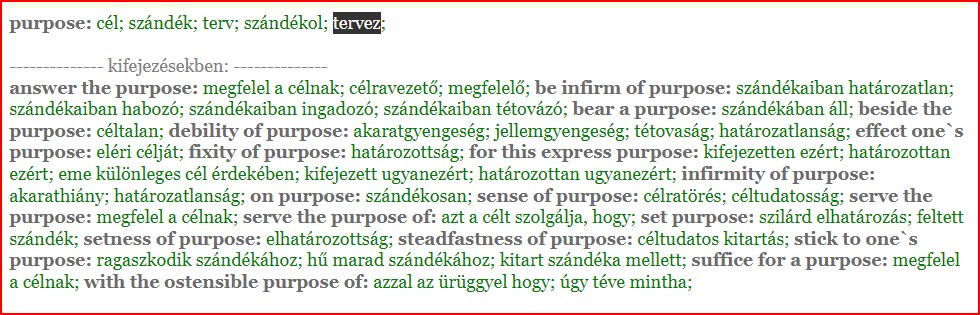 purpose: cél; szándék; terv; szándékol; tervez;
-------------- kifejezésekben: --------------
answer the purpose: megfelel a célnak; célravezető; megfelelő; be infirm of purpose: szándékaiban határozatlan;
szándékaiban habozó; szándékaiban ingadozó; szándékaiban tétovázó; bear a purpose: szándékában áll; beside the
purpose: céltalan; debility of purpose: akaratgyengeség; jellemgyengeség; tétovaság; határozatlanság; effect one`s
purpose: eléri célját; fixity of purpose: határozottság; for this express purpose: kifejezetten ezért; határozottan
ezért; eme különleges cél érdekében; kifejezett ugyanezért; határozottan ugyanezért; infirmity of purpose:
akarathiány; határozatlanság; on purpose: szándékosan; sense of purpose: célratörés; céltudatosság; serve the
purpose: megfelel a célnak; serve the purpose of: azt a célt szolgálja, hogy; set purpose: szilárd elhatározás; feltett
szándék; setness of purpose: elhatározottság; steadfastness of purpose: céltudatos kitartás; stick to one`s
purpose: ragaszkodik szándékához; hű marad szándékához; kitart szándéka mellett; suffice for a purpose: megfelel
a célnak; with the ostensible purpose of: azzal az ürüggyel hogy; úgy téve mintha;